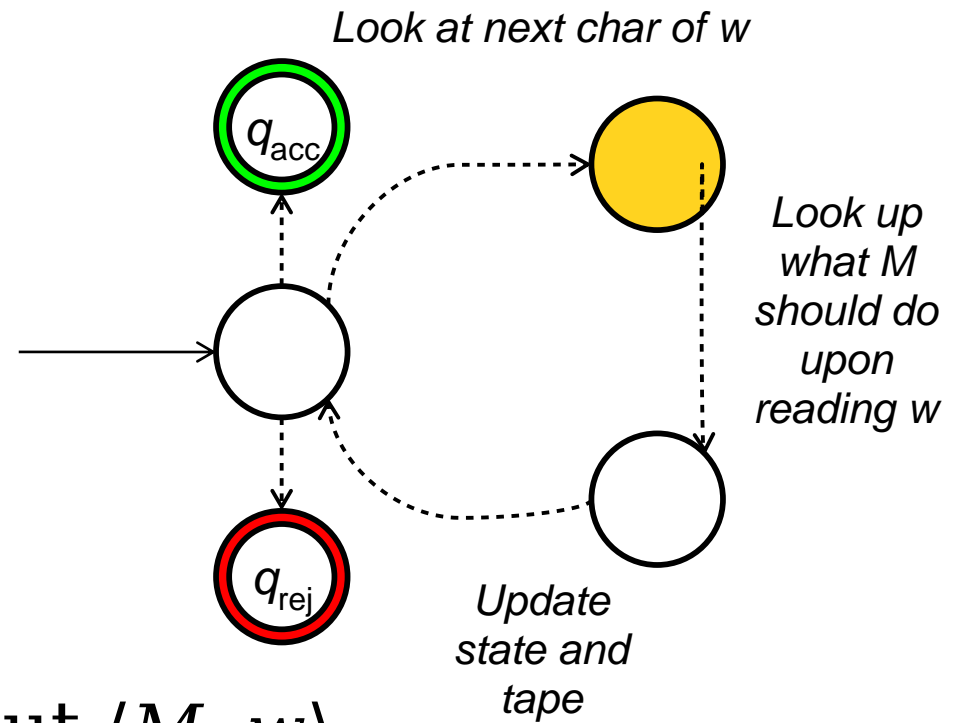 Look at next char of w
q_acc
Look up
what M
should do
upon
reading w
q_rej
Update
state and
tape